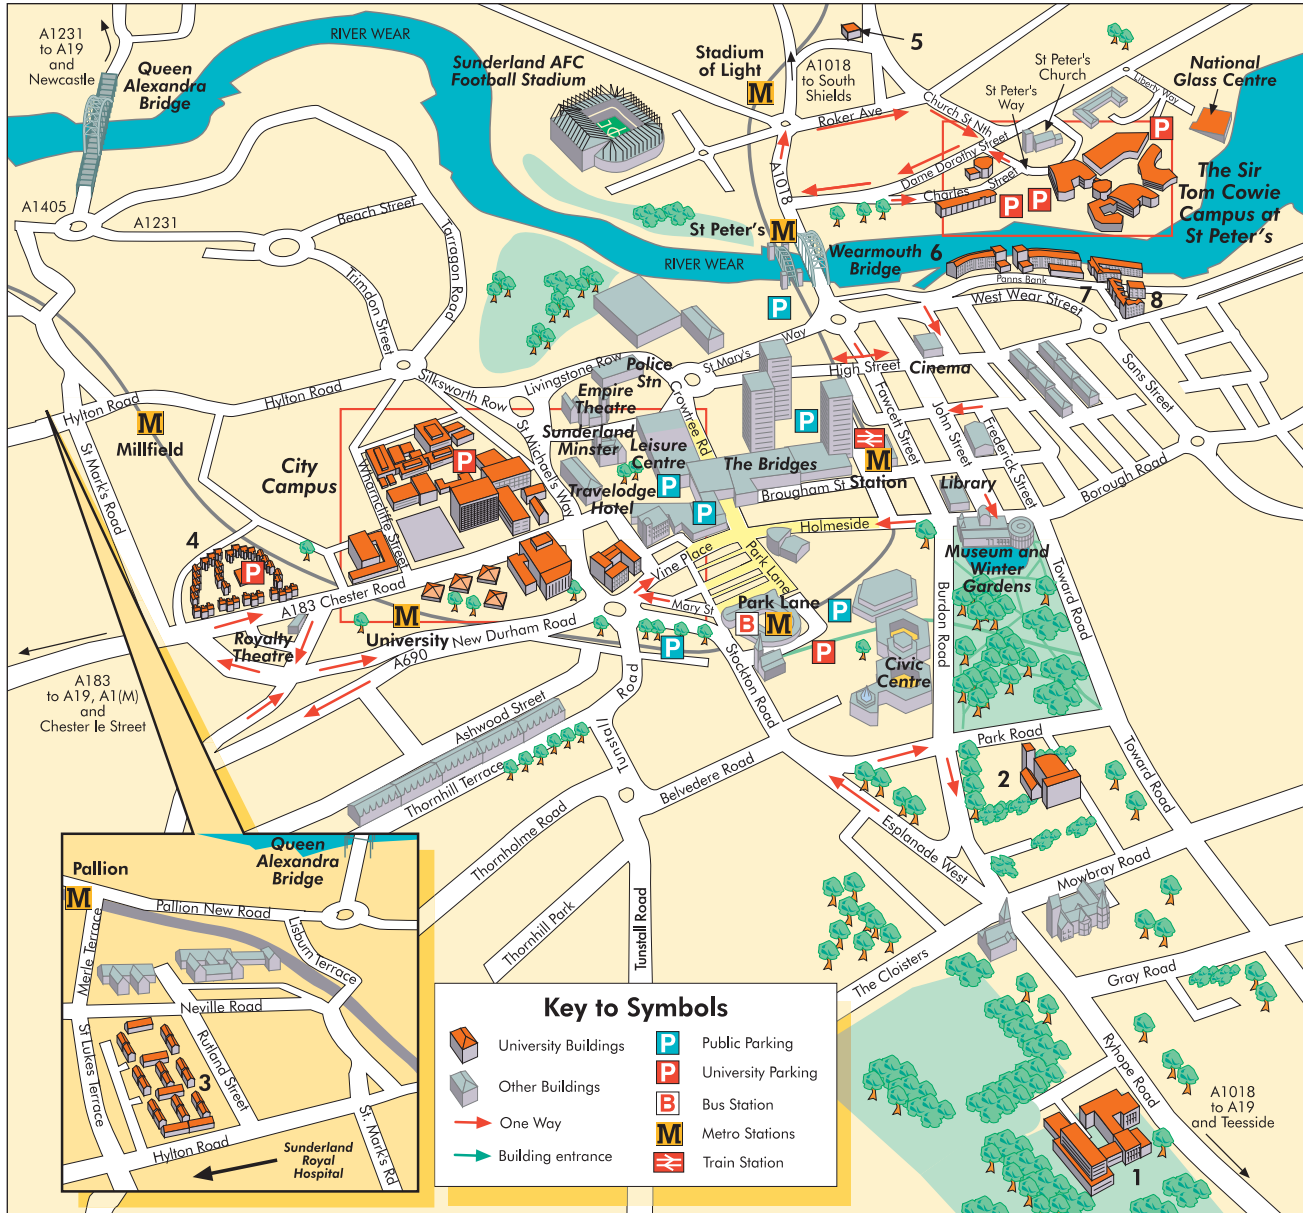 A1231
to A19
and
Newcastle
Queen
Alexandra
Bridge
RIVER WEAR
Sunderland AFC
Football Stadium
Stadium
of Light
M
A1018
to South
Shields
5
St Peter's
Church
St Peter's
Way
Liberty Way
National
Glass Centre
Roker Ave
Church St Nth
Dame Dorothy Street
Charles Street
P
P
P
The Sir
Tom Cowie
Campus at
St Peter's
A1018
A1405
A1231
Beach Street
Tarragon Road
Trimdon Street
St Peter's
M
RIVER WEAR
Wearmouth
Bridge
6
Panns Bank
West Wear Street
7
8
P
St Mary's Way
High Street
Cinema
Sans Street
Livingstone Row
Police
Stn
Empire
Theatre
Crowtree Rd
Silksworth Row
Hylton Road
Hylton Road
M
Millfield
St Mark's Road
City
Campus
P
Wharncliffe Street
St Michael's Way
Sunderland
Minster
Leisure
Centre
Travelodge
Hotel
P
P
P
The Bridges
Brougham St
M
Station
Fawcett Street
John Street
Frederick Street
Borough Road
Library
Holmeside
Museum and
Winter
Gardens
Toward Road
Burdon Road
Vine Place
Park Lane
Mary St
Park Lane
B
M
P
P
P
Civic
Centre
4
P
A183 Chester Road
Royalty
Theatre
M
University
New Durham Road
A690
A183
to A19, A1(M)
and
Chester le Street
Ashwood Street
Thornhill Terrace
Tunstall Road
Stockton Road
Belvedere Road
Park Road
2
Toward Road
Esplanade West
Mowbray Road
Thornholme Road
Thornhill Park
Tunstall Road
The Cloisters
Gray Road
Ryhope Road
A1018
to A19
and Teesside
1
Pallion
M
Queen
Alexandra
Bridge
Pallion New Road
Merle Terrace
Lisburn Terrace
Neville Road
St Lukes Terrace
Rutland Street
3
Hylton Road
St. Mark's Rd
Sunderland
Royal
Hospital
Key to Symbols
University Buildings
Other Buildings
One Way
Building entrance
P Public Parking
P University Parking
B Bus Station
M Metro Stations
Train Station